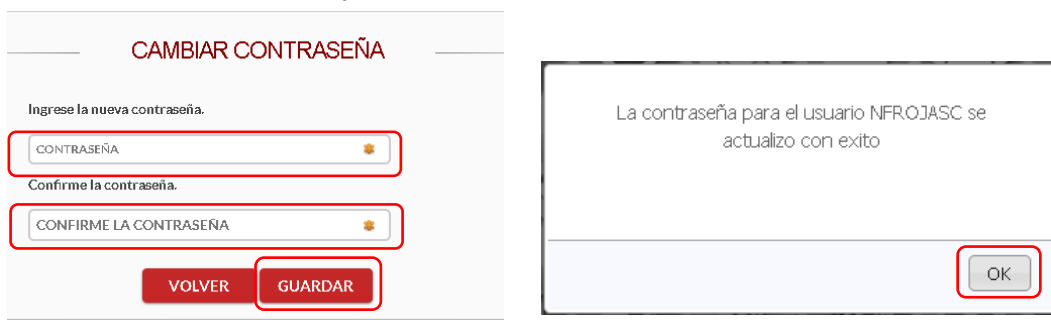 CAMBIAR CONTRASEÑA
Ingrese la nueva contraseña.
CONTRASEÑA
Confirme la contraseña.
CONFIRME LA CONTRASEÑA
VOLVER GUARDAR
La contraseña para el usuario NFROJASC se
actualizo con exito
OK